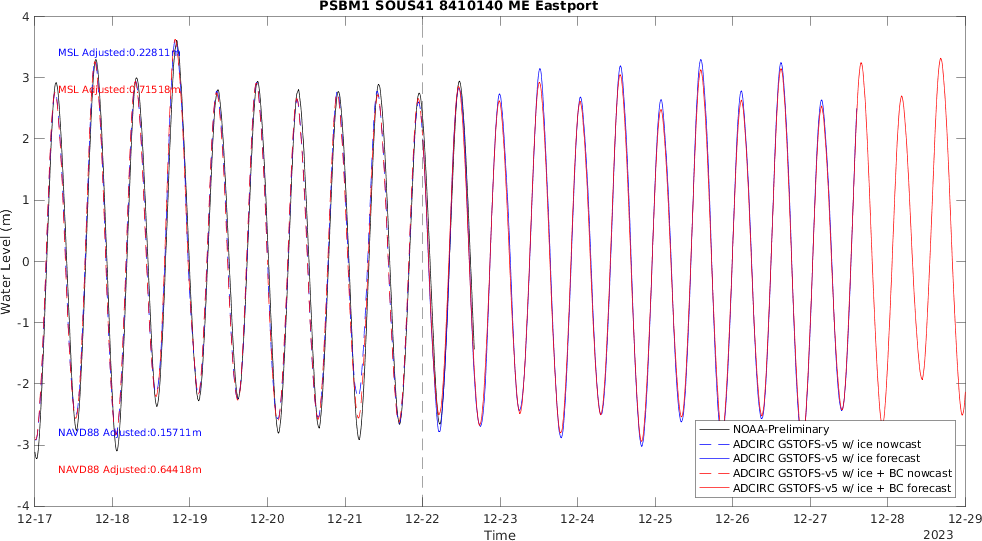 PSBM1 SOUS41 8410140 ME Eastport
4
3
2
1
0
-1
-2
-3
-4
Water Level (m)
MSL Adjusted:0.22811m
MSL Adjusted:0.71518m
NAVD88 Adjusted:0.15711m
NAVD88 Adjusted:0.64418m
NOAA-Preliminary
ADCIRC GSTOFS-v5 w/ ice nowcast
ADCIRC GSTOFS-v5 w/ ice forecast
ADCIRC GSTOFS-v5 w/ ice + BC nowcast
ADCIRC GSTOFS-v5 w/ ice + BC forecast
12-17 12-18 12-19 12-20 12-21 12-22 12-23 12-24 12-25 12-26 12-27 12-28 12-29
Time
2023